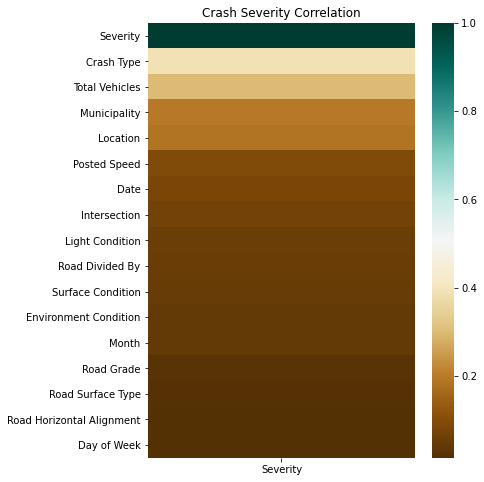 Crash Severity Correlation
Severity
Crash Type
Total Vehicles
Municipality
Location
Posted Speed
Date
Intersection
Light Condition
Road Divided By
Surface Condition
Environment Condition
Month
Road Grade
Road Surface Type
Road Horizontal Alignment
Day of Week
Severity
1.0
0.8
0.6
0.4
0.2